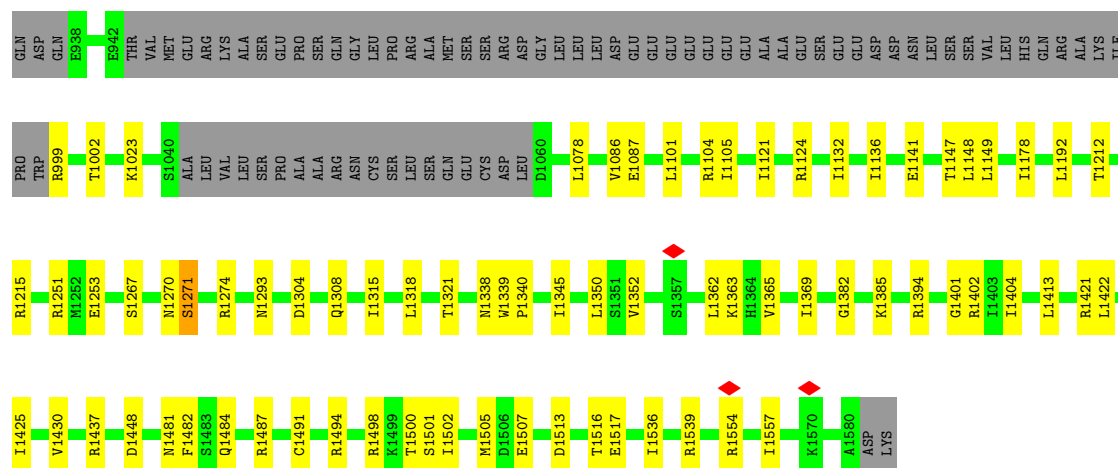 GLN ASP GLN E938 E942 THR VAL MET GLU ARG LYS ALA SER GLU PRO SER GLN GLY LEU PRO ARG ALA MET SER SER ARG ASP GLY LEU LEU LEU ASP GLU GLU GLU GLU GLU GLU ALA ALA GLU SER GLU GLU ASP ASP ASN LEU SER SER VAL LEU HIS GLN ARG ALA LYS ILE
PRO TRP R999 T1002 K1023 S1040 ALA LEU VAL LEU SER PRO ALA ALA ARG ASN CYS SER LEU SER GLN GLU CYS ASP LEU D1060 L1078 V1086 E1087 L1101 R1104 I1105 I1121 R1124 I1132 I1136 E1141 T1147 L1148 L1149 I1178 L1192 T1212
R1215 R1251 M1252 E1253 S1267 N1270 S1271 R1274 N1293 D1304 Q1308 I1315 L1318 T1321 N1338 W1339 P1340 I1345 L1350 S1351 V1352 S1357 L1362 K1363 H1364 V1365 I1369 G1382 K1385 R1394 G1401 R1402 I1403 I1404 L1413 R1421 L1422
I1425 V1430 R1437 D1448 N1481 F1482 S1483 Q1484 R1487 C1491 R1494 R1498 K1499 T1500 S1501 I1502 M1505 D1506 E1507 D1513 T1516 E1517 I1536 R1539 R1554 I1557 K1570 A1580 ASP LYS